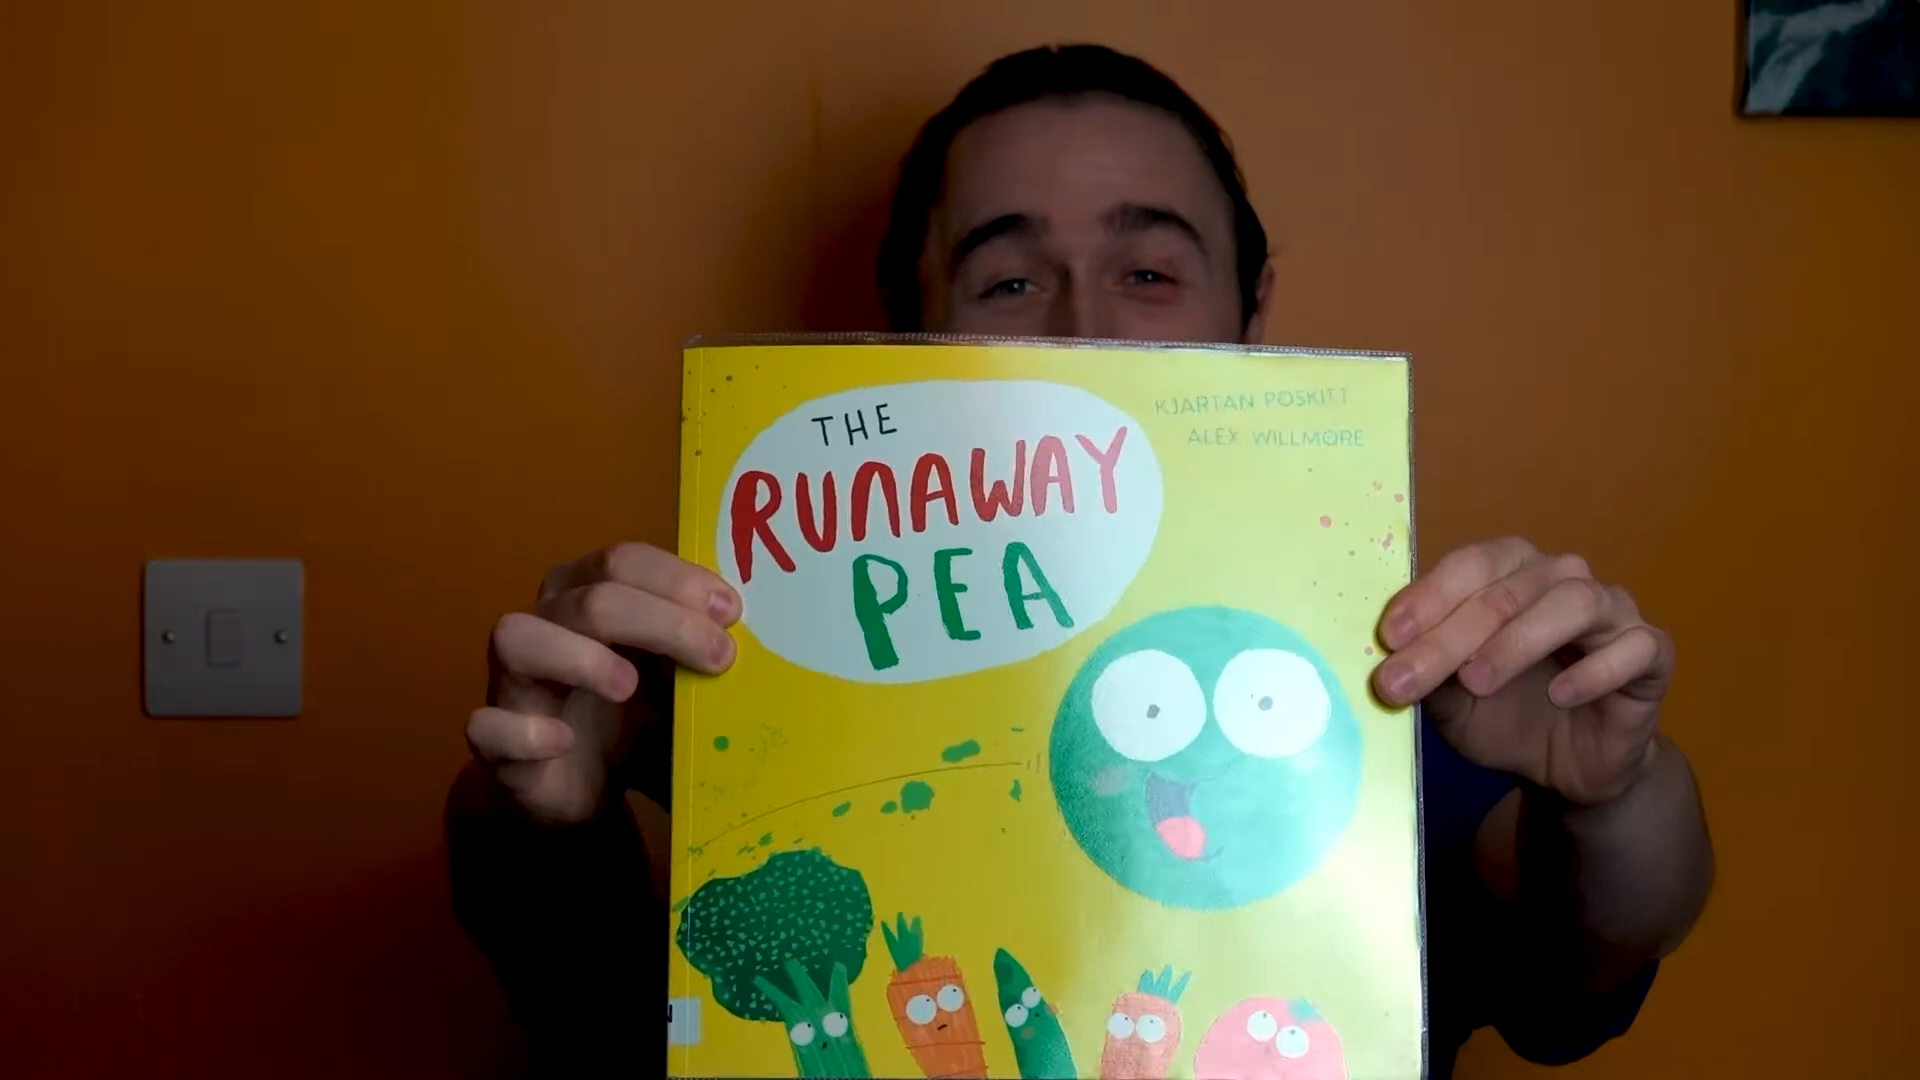 THE
RUNAWAY
PEA
KJARTAN POSKITT
ALEX WILLMORE
N